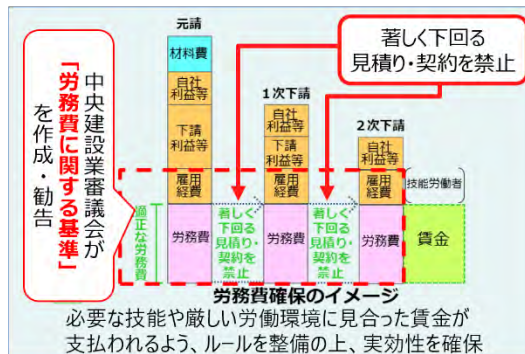 中央建設業審議会が
「労務費に関する基準」
を作成・勧告
著しく下回る
見積り・契約を禁止
元請
材料費
自社
利益等
下請
利益等
雇用
経費
労務費
1次下請
自社
利益等
下請
利益等
雇用
経費
労務費
2次下請
自社
利益等
雇用
経費
労務費
技能労働者
賃金
適正な労務費
著しく
下回る
見積り・
契約を
禁止
著しく
下回る
見積り・
契約を
禁止
労務費確保のイメージ
必要な技能や厳しい労働環境に見合った賃金が
支払われるよう、ルールを整備の上、実効性を確保